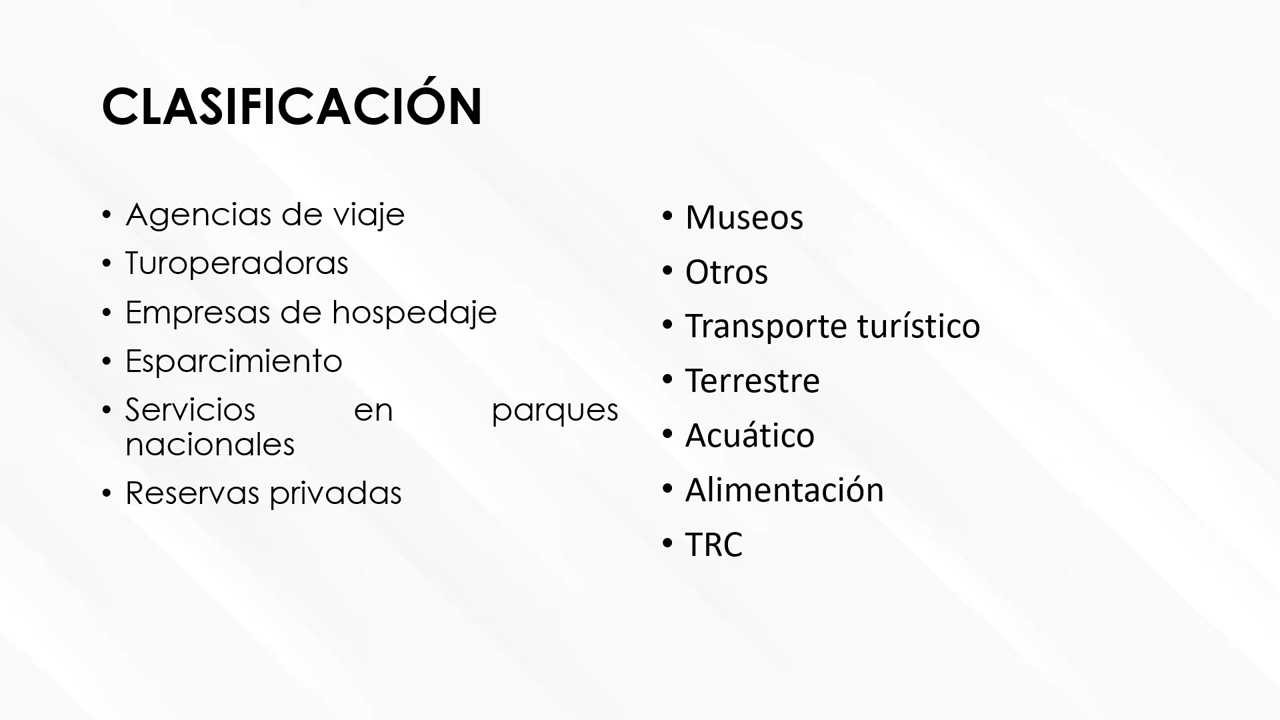 CLASIFICACIÓN
• Agencias de viaje
• Turoperadoras
• Empresas de hospedaje
• Esparcimiento
• Servicios en parques
nacionales
• Reservas privadas
• Museos
• Otros
• Transporte turístico
• Terrestre
• Acuático
• Alimentación
• TRC